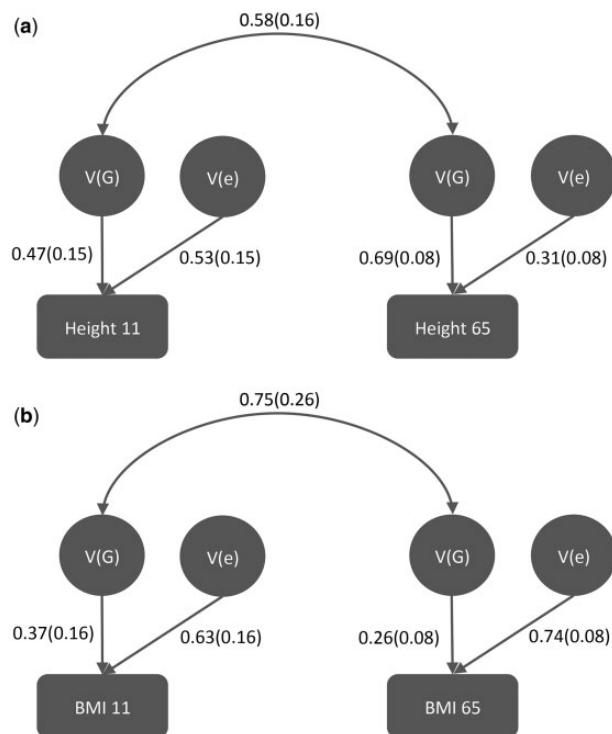 (a)
0.58(0.16)
V(G) V(e) V(G) V(e)
0.47(0.15) 0.53(0.15) 0.69(0.08) 0.31(0.08)
Height 11 Height 65
(b)
0.75(0.26)
V(G) V(e) V(G) V(e)
0.37(0.16) 0.63(0.16) 0.26(0.08) 0.74(0.08)
BMI 11 BMI 65